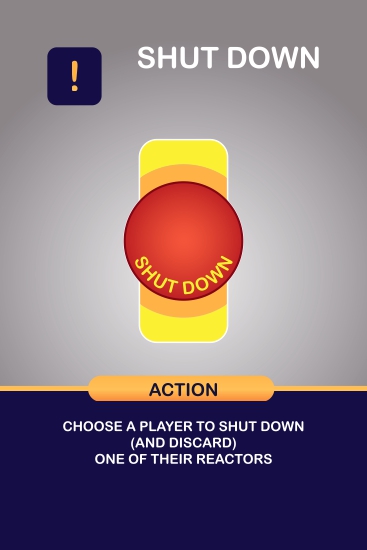 !
SHUT DOWN
SHUT DOWN
ACTION
CHOOSE A PLAYER TO SHUT DOWN
(AND DISCARD)
ONE OF THEIR REACTORS